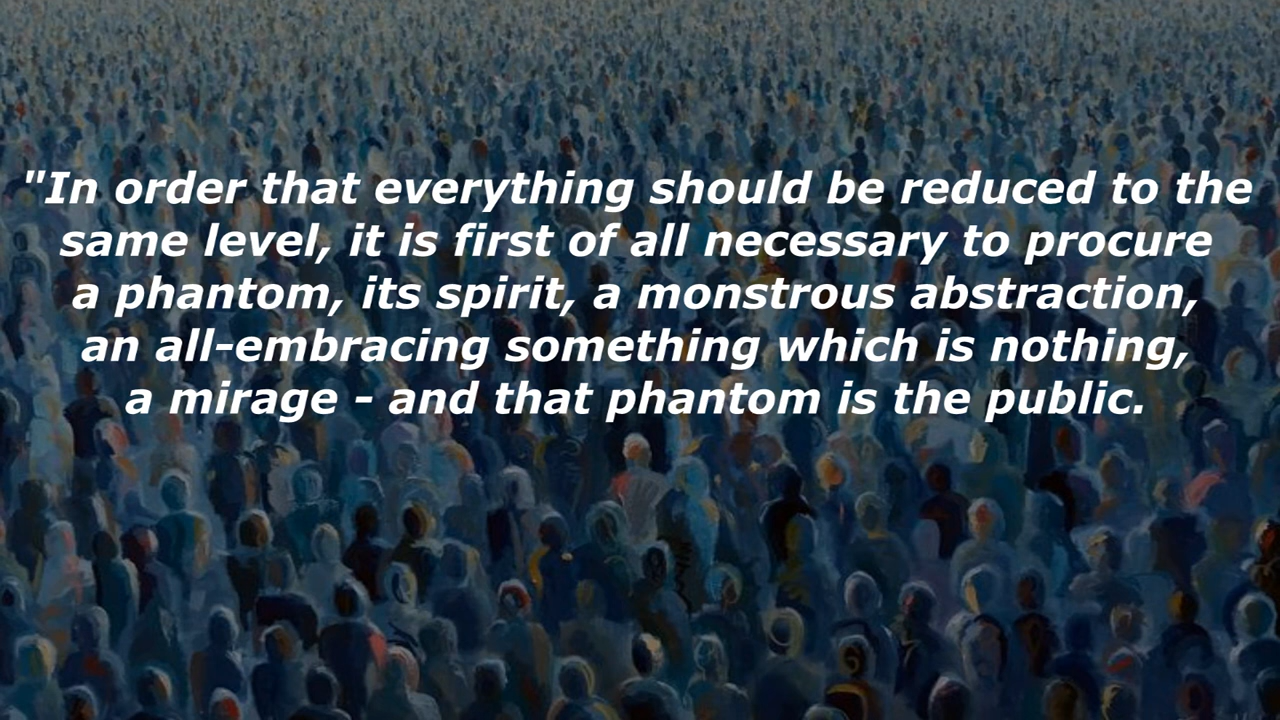 "In order that everything should be reduced to the
same level, it is first of all necessary to procure
a phantom, its spirit, a monstrous abstraction,
an all-embracing something which is nothing,
a mirage - and that phantom is the public.